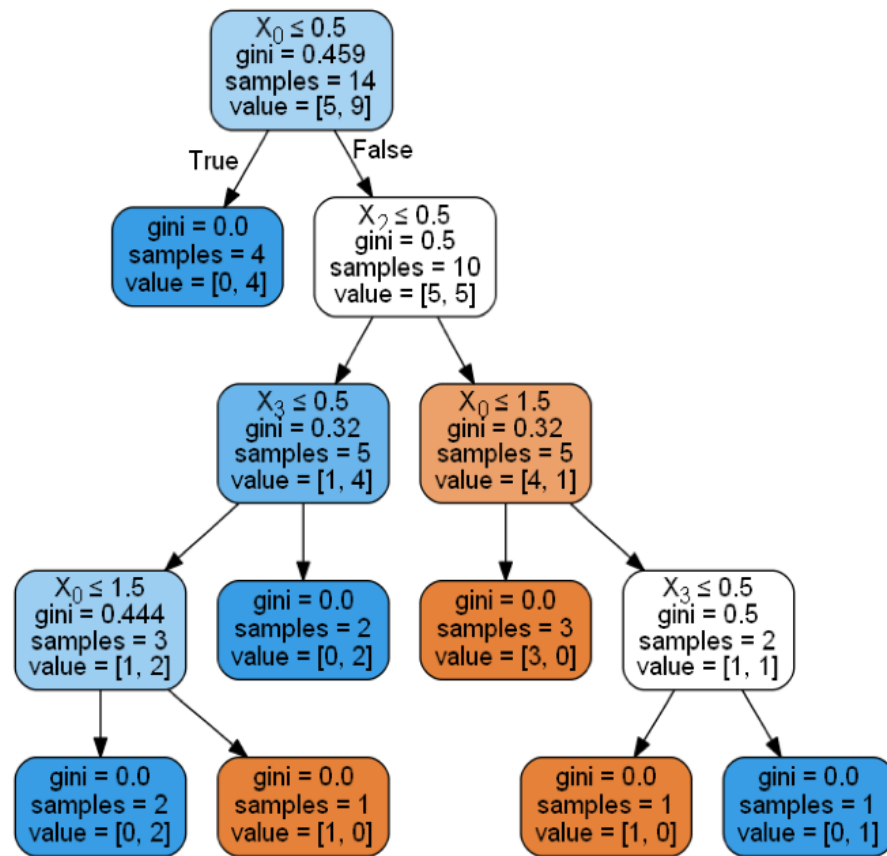 X₀ ≤ 0.5
gini = 0.459
samples = 14
value = [5, 9]
True
False
gini = 0.0
samples = 4
value = [0, 4]
X₂ ≤ 0.5
gini = 0.5
samples = 10
value = [5, 5]
X₃ ≤ 0.5
gini = 0.32
samples = 5
value = [1, 4]
X₀ ≤ 1.5
gini = 0.32
samples = 5
value = [4, 1]
X₀ ≤ 1.5
gini = 0.444
samples = 3
value = [1, 2]
gini = 0.0
samples = 2
value = [0, 2]
gini = 0.0
samples = 3
value = [3, 0]
X₃ ≤ 0.5
gini = 0.5
samples = 2
value = [1, 1]
gini = 0.0
samples = 2
value = [0, 2]
gini = 0.0
samples = 1
value = [1, 0]
gini = 0.0
samples = 1
value = [1, 0]
gini = 0.0
samples = 1
value = [0, 1]